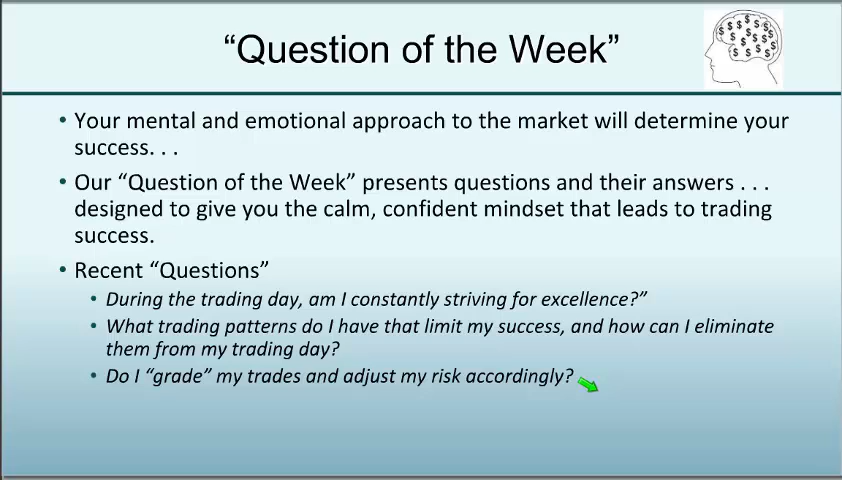 “Question of the Week”
$ $ $ $ $ $ $ $ $ $ $ $ $ $ $ $
• Your mental and emotional approach to the market will determine your
success. . .
• Our “Question of the Week” presents questions and their answers . . .
designed to give you the calm, confident mindset that leads to trading
success.
• Recent “Questions”
• During the trading day, am I constantly striving for excellence?”
• What trading patterns do I have that limit my success, and how can I eliminate
them from my trading day?
• Do I “grade” my trades and adjust my risk accordingly?